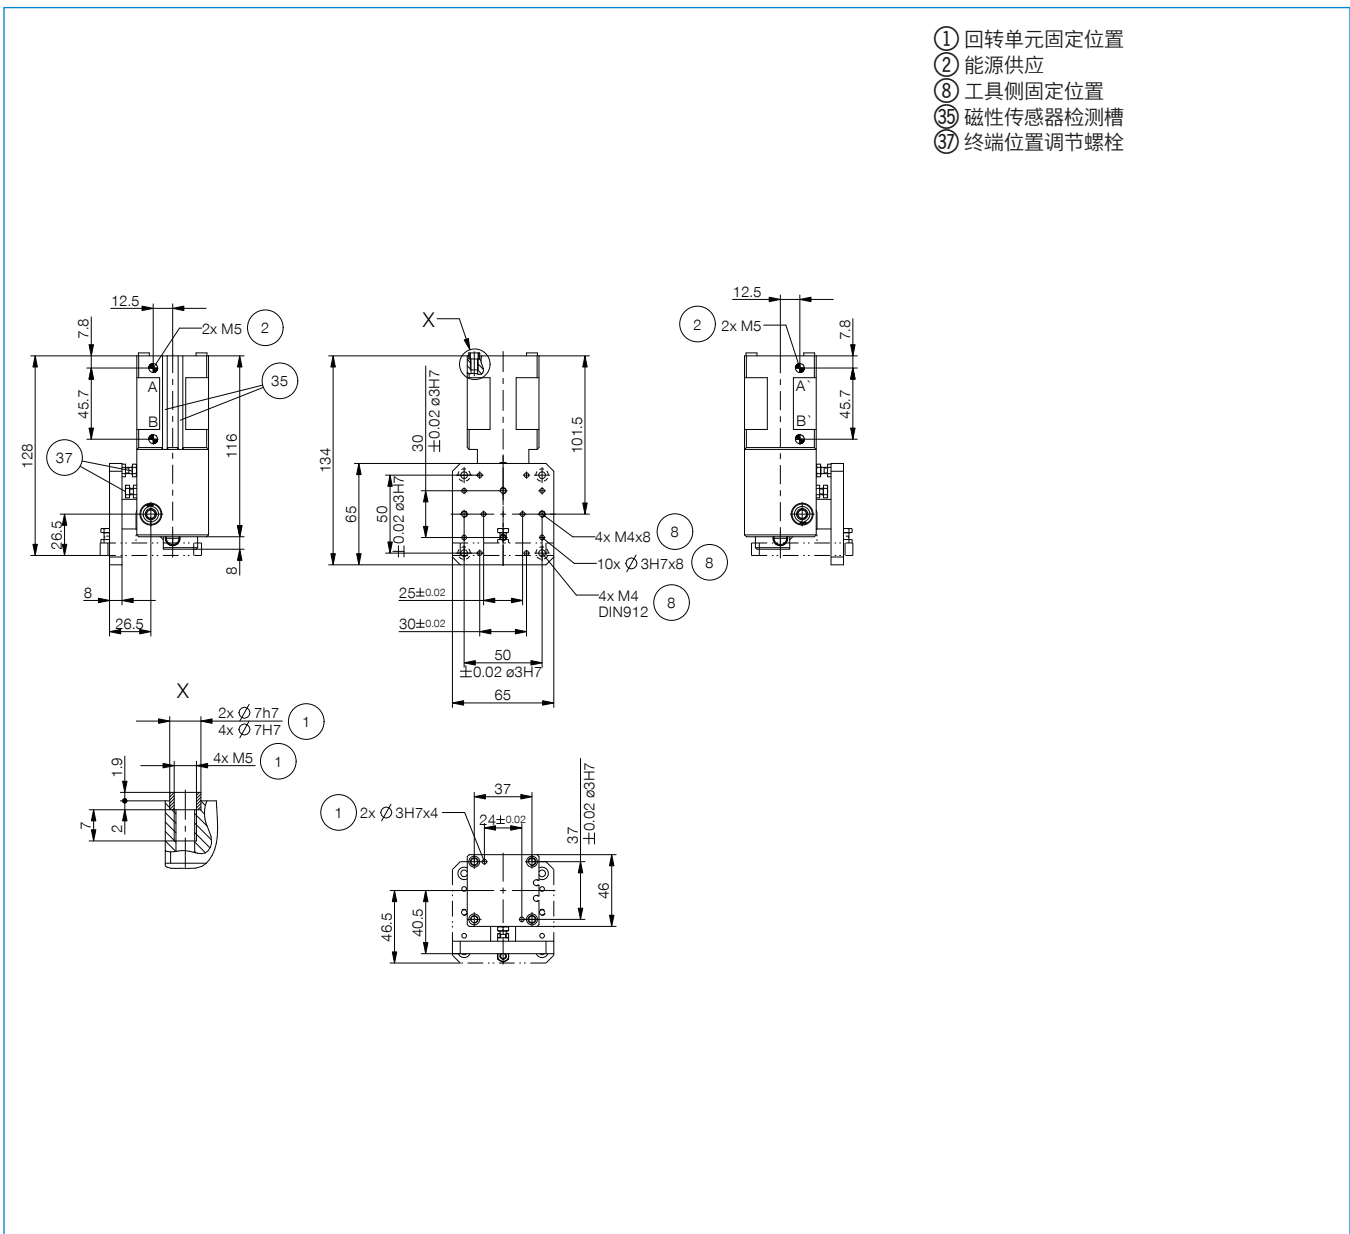 ① 回转单元固定位置
② 能源供应
⑧ 工具侧固定位置
㉟ 磁性传感器检测槽
㊲ 终端位置调节螺栓
12.5
7.8
2x M5 2
A
B
45.7
128
116
35
37
26.5
8
8
26.5
X
134
65
30
±0.02 ø3H7
50
±0.02 ø3H7
101.5
4x M4x8 8
10x Ø 3H7x8 8
4x M4 8
DIN912
25±0.02
30±0.02
50
±0.02 ø3H7
65
12.5
2 2x M5
7.8
A`
B`
45.7
X
2x Ø 7h7 1
4x Ø 7H7
4x M5 1
1.9
7
2
37
1 2x Ø 3H7x4
24±0.02
37
±0.02 ø3H7
46
46.5
40.5